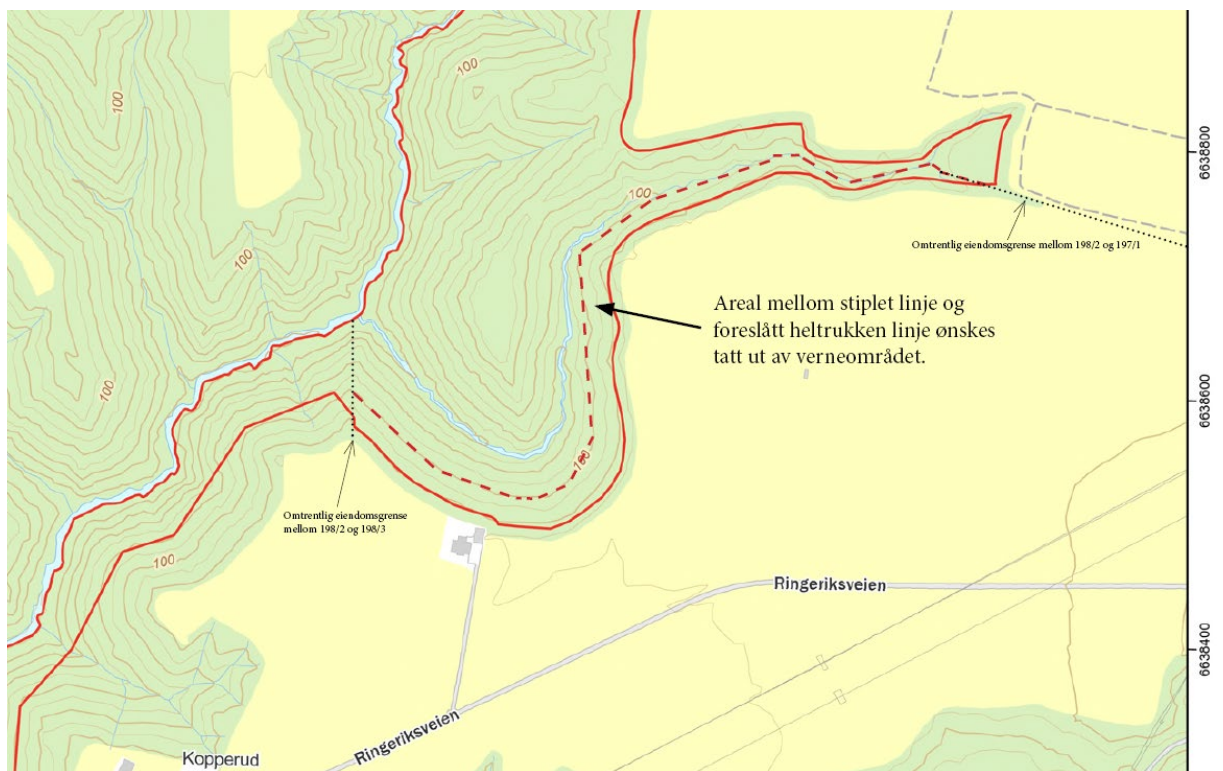 100
100
100
100
100
100
100
100
6638800
6638600
6638400
Omtrentlig eiendomsgrense mellom 198/2 og 197/1
Areal mellom stiplet linje og
foreslått heltrukken linje ønskes
tatt ut av verneområdet.
Omtrentlig eiendomsgrense
mellom 198/2 og 198/3
Ringeriksveien
Ringeriksveien
Kopperud